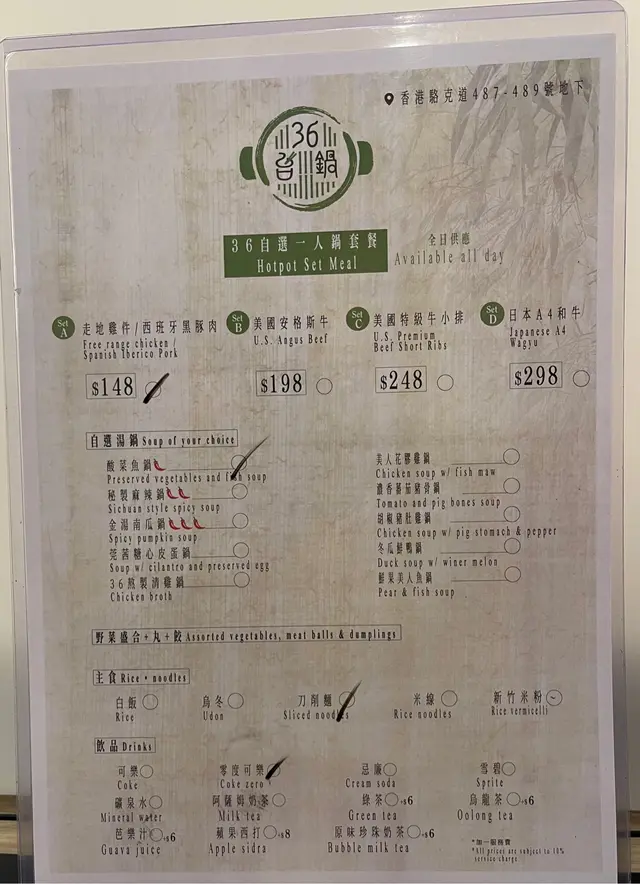 香港駱克道487-489號地下
36
台鍋
36自選一人鍋套餐
Hotpot Set Meal
全日供應
Available all day
Set A
走地雞件/西班牙黑豚肉
Free range chicken /
Spanish Iberico Pork
$148
Set B
美國安格斯牛
U.S. Angus Beef
$198
Set C
美國特級牛小排
U.S. Premium
Beef Short Ribs
$248
Set D
日本A4和牛
Japanese A4
Wagyu
$298
自選湯鍋 Soup of your choice
酸菜魚鍋
Preserved vegetables and fish soup
秘製麻辣鍋
Sichuan style spicy soup
金湯南瓜鍋
Spicy pumpkin soup
芫茜糖心皮蛋鍋
Soup w/ cilantro and preserved egg
36熬製清雞鍋
Chicken broth
美人花膠雞鍋
Chicken soup w/ fish maw
濃香蕃茄豬骨鍋
Tomato and pig bones soup
胡椒豬肚雞鍋
Chicken soup w/ pig stomach & pepper
冬瓜鮮鴨鍋
Duck soup w/ winer melon
鮮果美人魚鍋
Pear & fish soup
野菜盛合+丸+餃 Assorted vegetables, meat balls & dumplings
主食 Rice・noodles
白飯
Rice
烏冬
Udon
刀削麵
Sliced noodles
米線
Rice noodles
新竹米粉
Rice vermicelli
飲品 Drinks
可樂
Coke
零度可樂
Coke zero
忌廉
Cream soda
雪碧
Sprite
礦泉水
Mineral water
阿薩姆奶茶
Milk tea
綠茶 +$6
Green tea
烏龍茶 +$6
Oolong tea
芭樂汁 +$6
Guava juice
蘋果西打 +$8
Apple sidra
原味珍珠奶茶 +$6
Bubble milk tea
*加一服務費
*All prices are subject to 10%
service charge